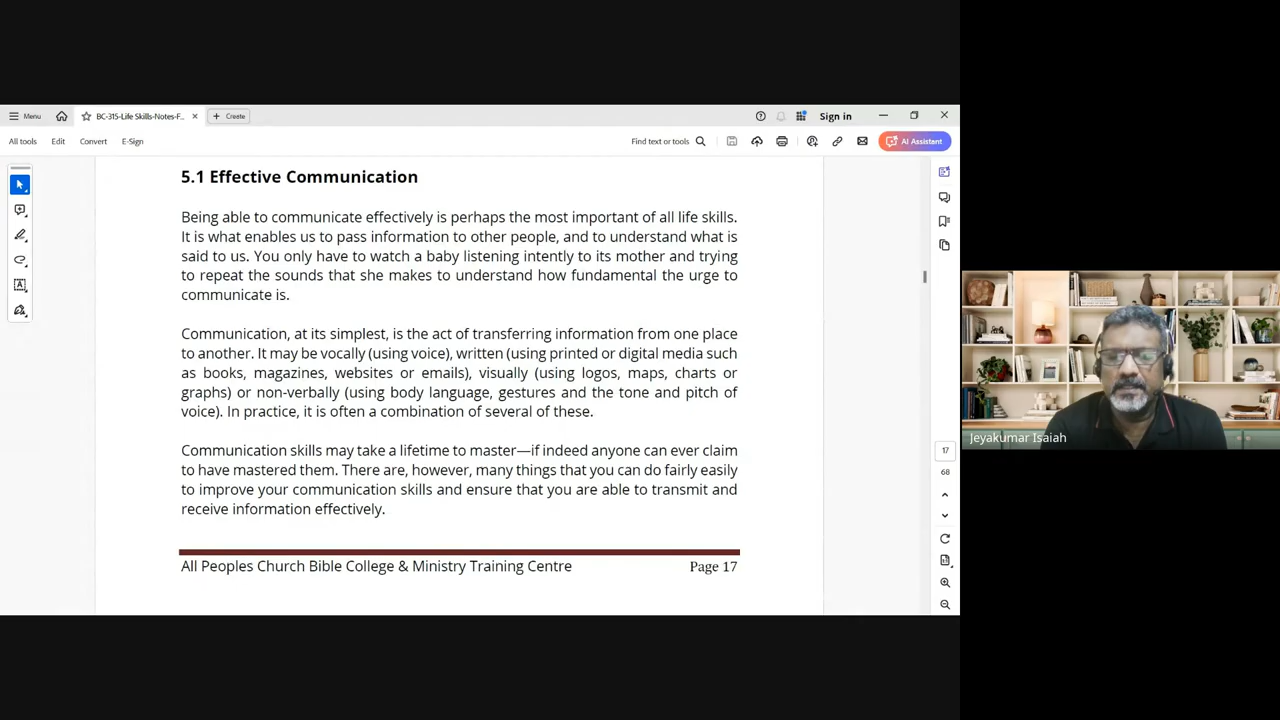 Menu
BC-315-Life Skills-Notes-F...
Create
Sign in
All tools
Edit
Convert
E-Sign
Find text or tools
AI Assistant
5.1 Effective Communication
Being able to communicate effectively is perhaps the most important of all life skills.
It is what enables us to pass information to other people, and to understand what is
said to us. You only have to watch a baby listening intently to its mother and trying
to repeat the sounds that she makes to understand how fundamental the urge to
communicate is.
Communication, at its simplest, is the act of transferring information from one place
to another. It may be vocally (using voice), written (using printed or digital media such
as books, magazines, websites or emails), visually (using logos, maps, charts or
graphs) or non-verbally (using body language, gestures and the tone and pitch of
voice). In practice, it is often a combination of several of these.
Communication skills may take a lifetime to master—if indeed anyone can ever claim
to have mastered them. There are, however, many things that you can do fairly easily
to improve your communication skills and ensure that you are able to transmit and
receive information effectively.
All Peoples Church Bible College & Ministry Training Centre Page 17
17
68
Jeyakumar Isaiah